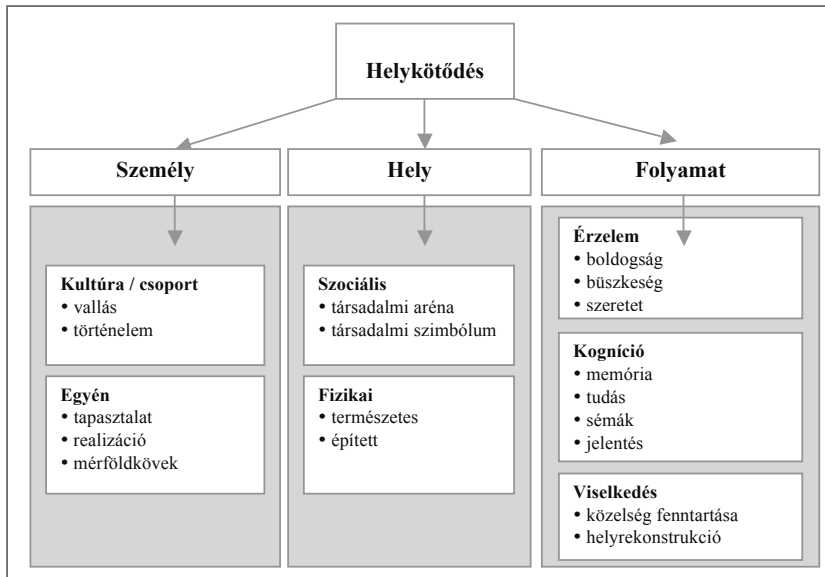 Helykötődés
Személy
Kultúra / csoport
• vallás
• történelem
Egyén
• tapasztalat
• realizáció
• mérföldkövek
Hely
Szociális
• társadalmi aréna
• társadalmi szimbólum
Fizikai
• természetes
• épített
Folyamat
Érzelem
• boldogság
• büszkeség
• szeretet
Kogníció
• memória
• tudás
• sémák
• jelentés
Viselkedés
• közelség fenntartása
• helyrekonstrukció